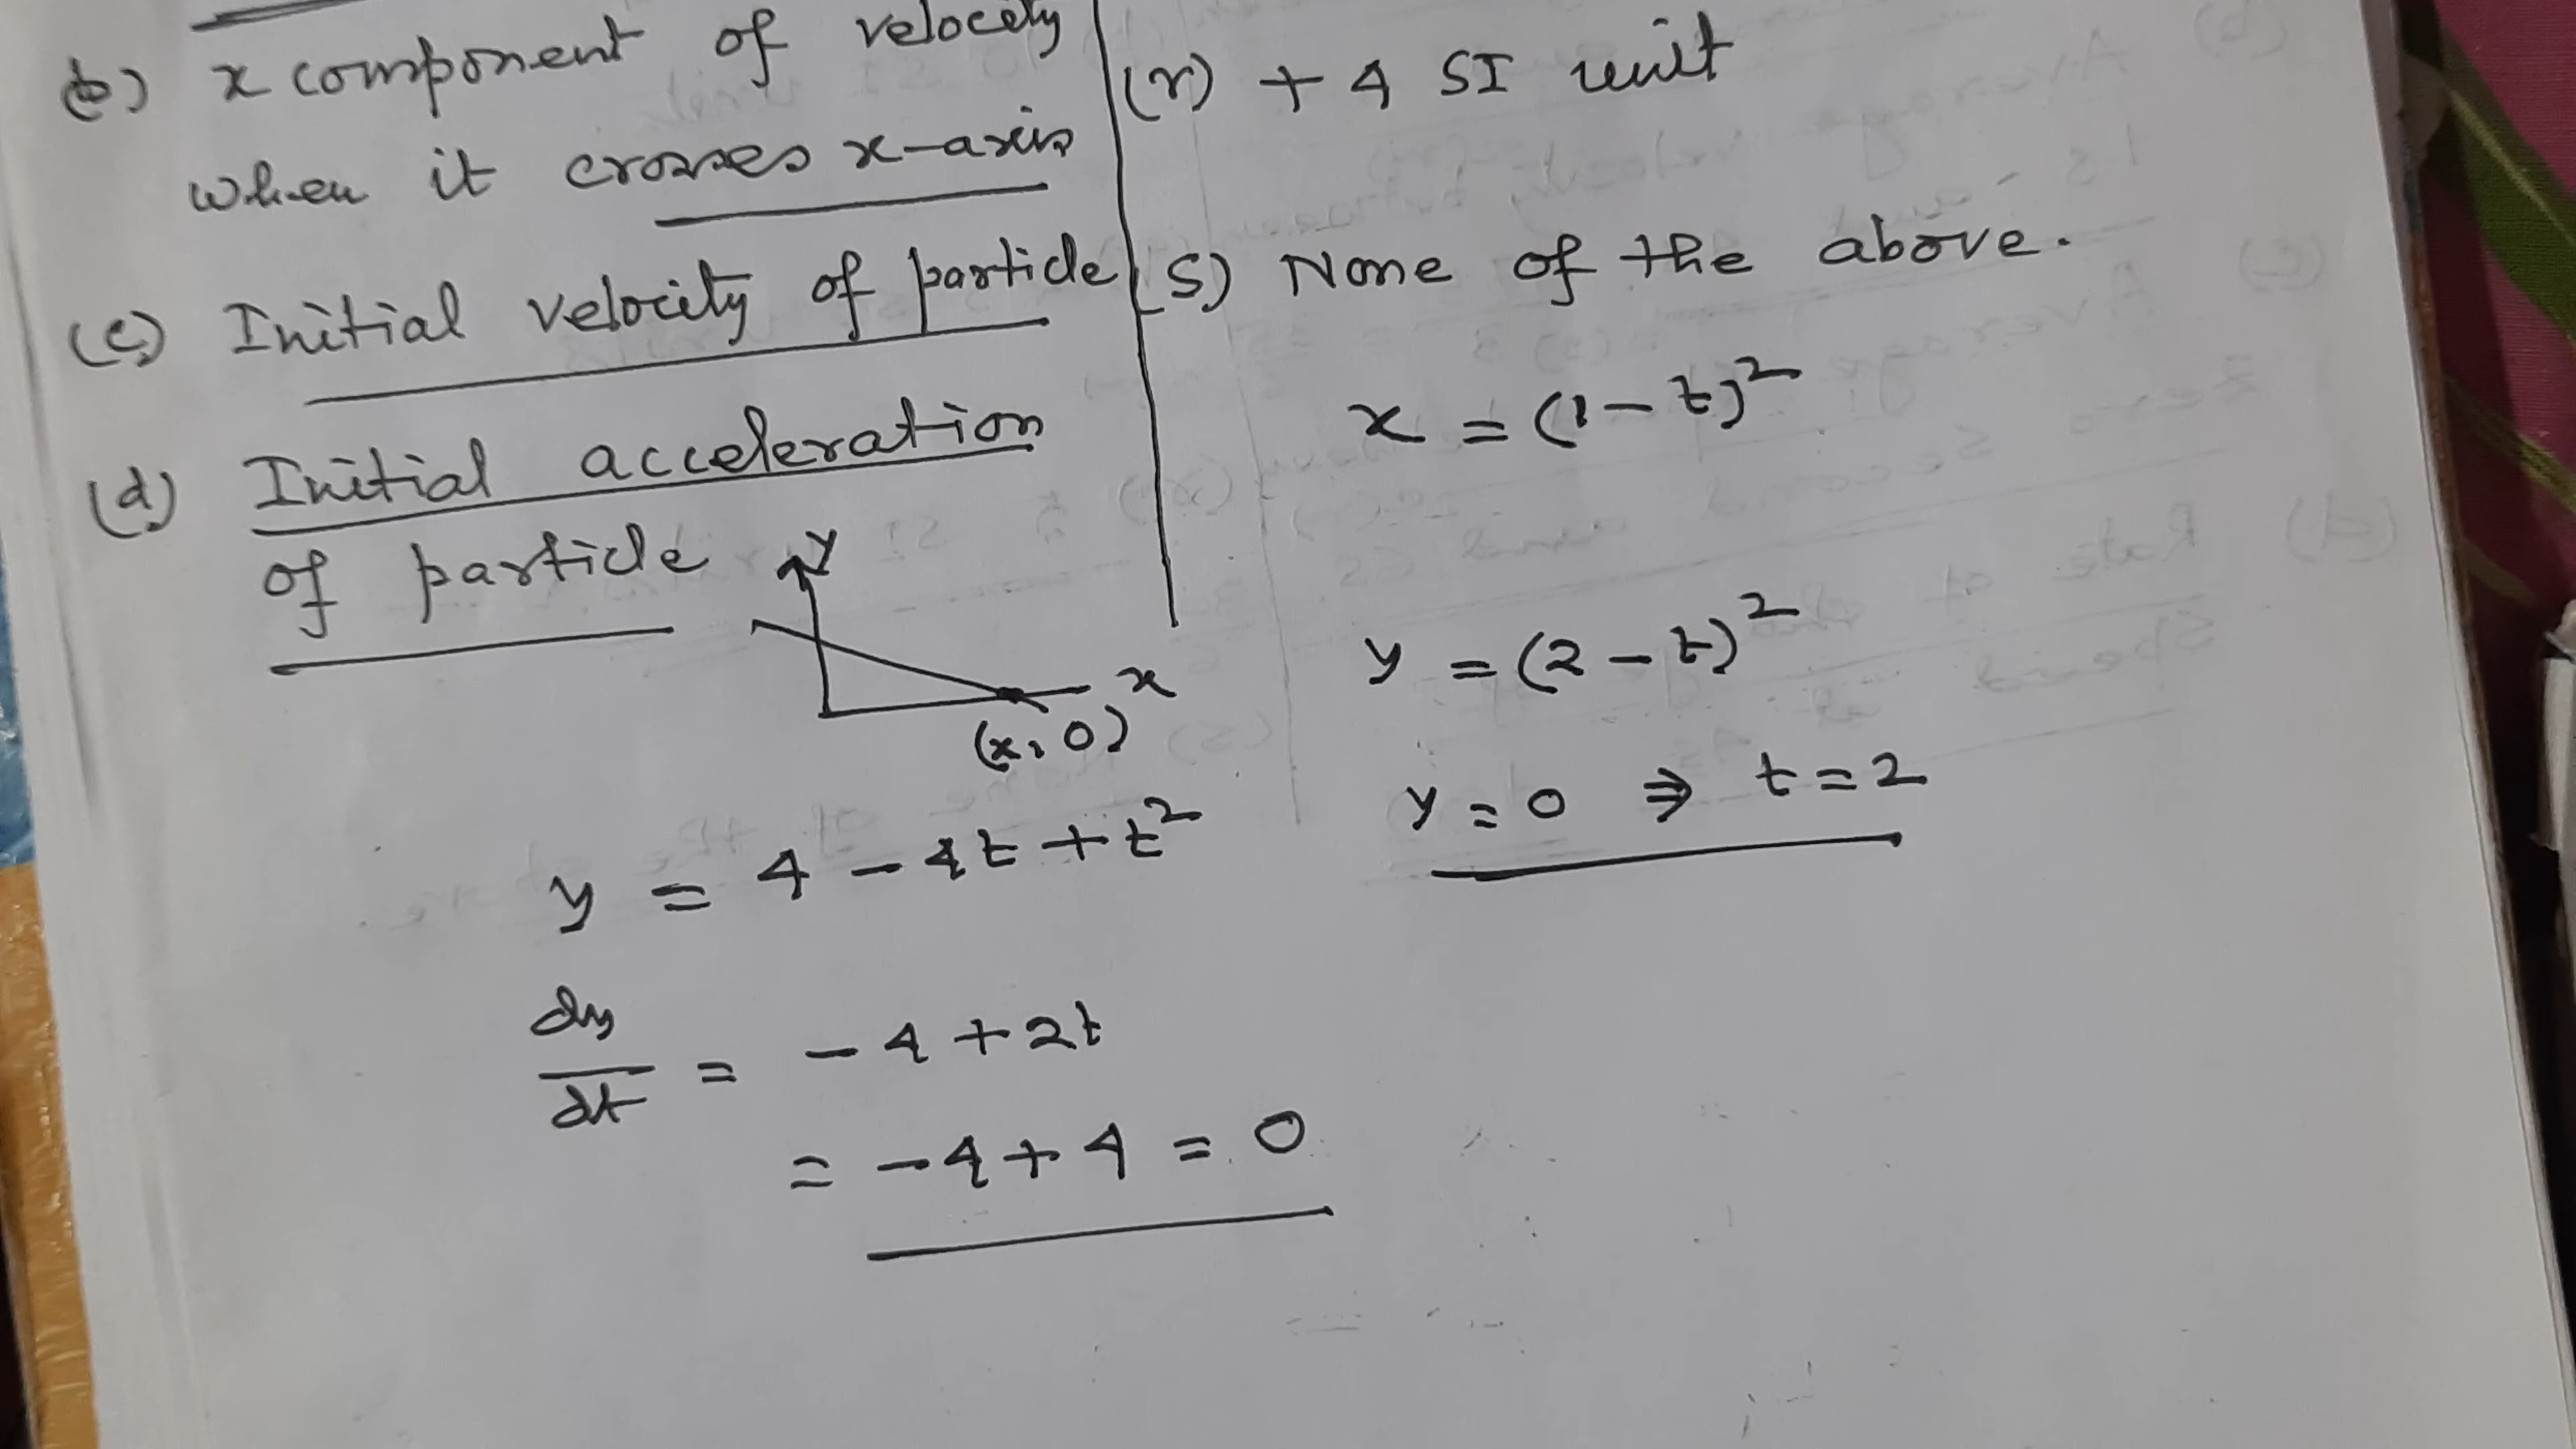 (b) x component of velocity
when it crosses x-axis
(r) + 4 SI unit
(c) Initial velocity of particle
(S) None of the above.
(d) Initial acceleration
of particle
y
x
(x, 0)
x = (1 - t)²
y = (2 - t)²
y = 0 ⇒ t = 2
y = 4 - 4t + t²
dy/dt = - 4 + 2t
= - 4 + 4 = 0